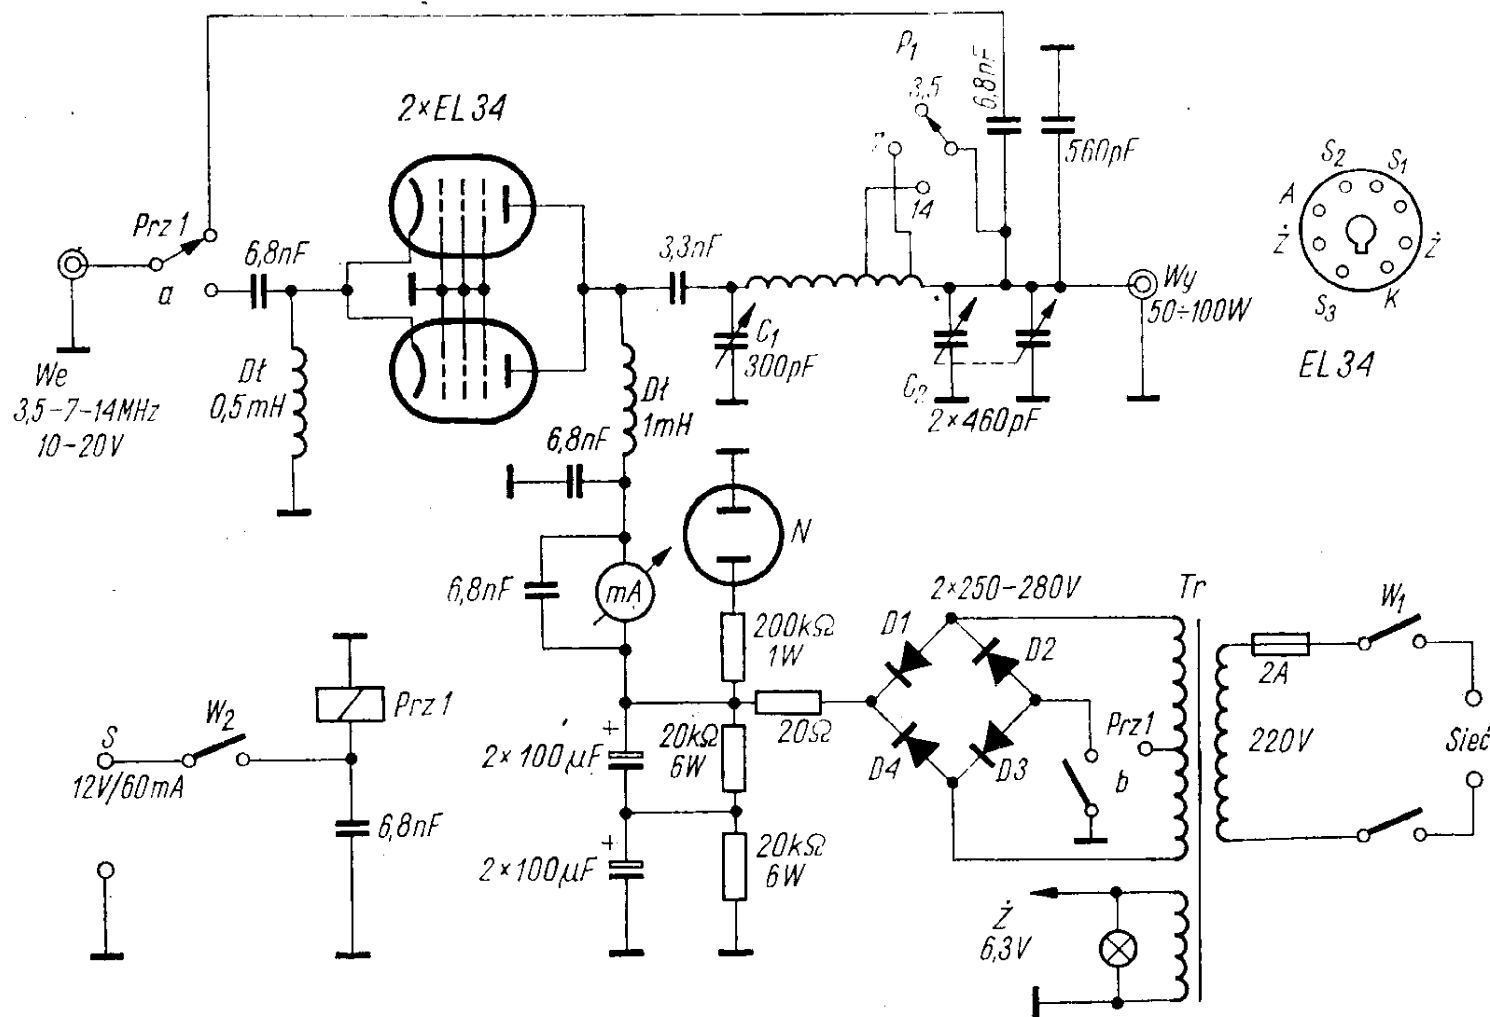 P₁
3,5
6,8nF
7
14
560pF
2×EL34
S₂
S₁
A
Ż
Ż
S₃
K
EL34
Prz 1
6,8nF
a
3,3nF
Wy
50÷100W
We
3,5-7-14MHz
10-20V
Dł
0,5mH
C₁
300pF
C₂
2×460pF
Dł
1mH
6,8nF
N
6,8nF
mA
200kΩ
1W
2×250-280V
Tr
W₁
D1
D2
2A
Prz 1
W₂
S
12V/60mA
6,8nF
+
2×100μF
20kΩ
6W
20Ω
D4
D3
Prz1
b
220V
Sieć
+
2×100μF
20kΩ
6W
Ż
6,3V